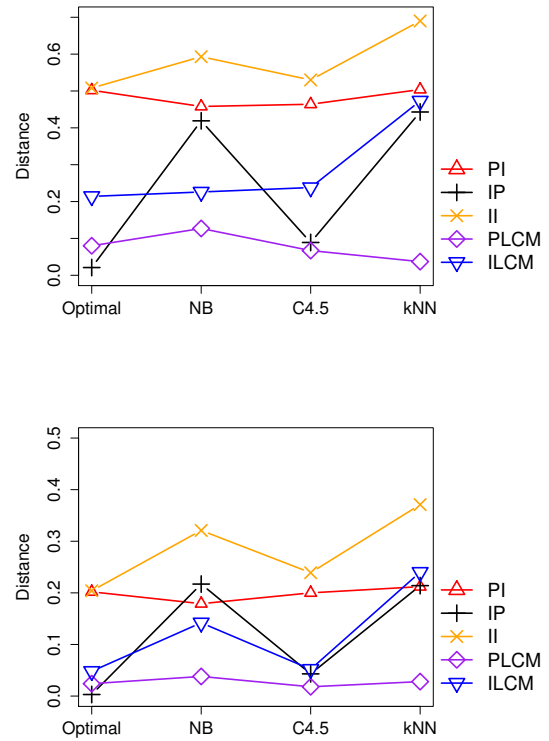 0.6
0.4
0.2
0.0
Distance
Optimal NB C4.5 kNN
PI
IP
II
PLCM
ILCM
0.5
0.4
0.3
0.2
0.1
0.0
Distance
Optimal NB C4.5 kNN
PI
IP
II
PLCM
ILCM